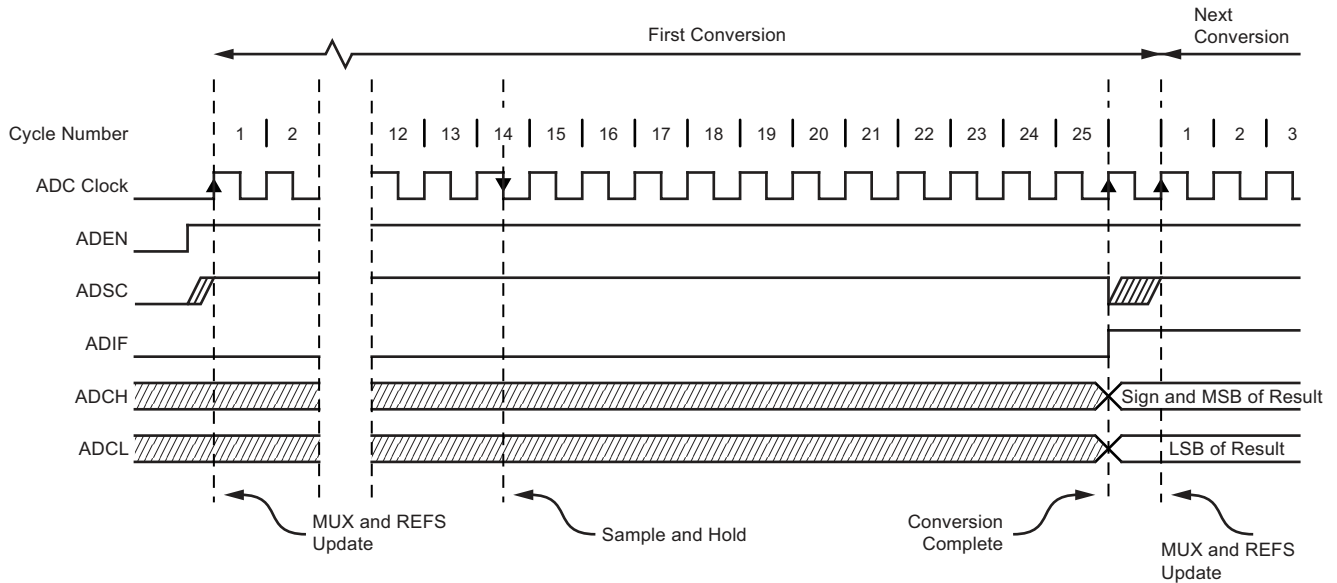 Next
Conversion
First Conversion
Cycle Number 1 2 12 13 14 15 16 17 18 19 20 21 22 23 24 25 1 2 3
ADC Clock
ADEN
ADSC
ADIF
ADCH Sign and MSB of Result
ADCL LSB of Result
MUX and REFS
Update
Sample and Hold
Conversion
Complete
MUX and REFS
Update